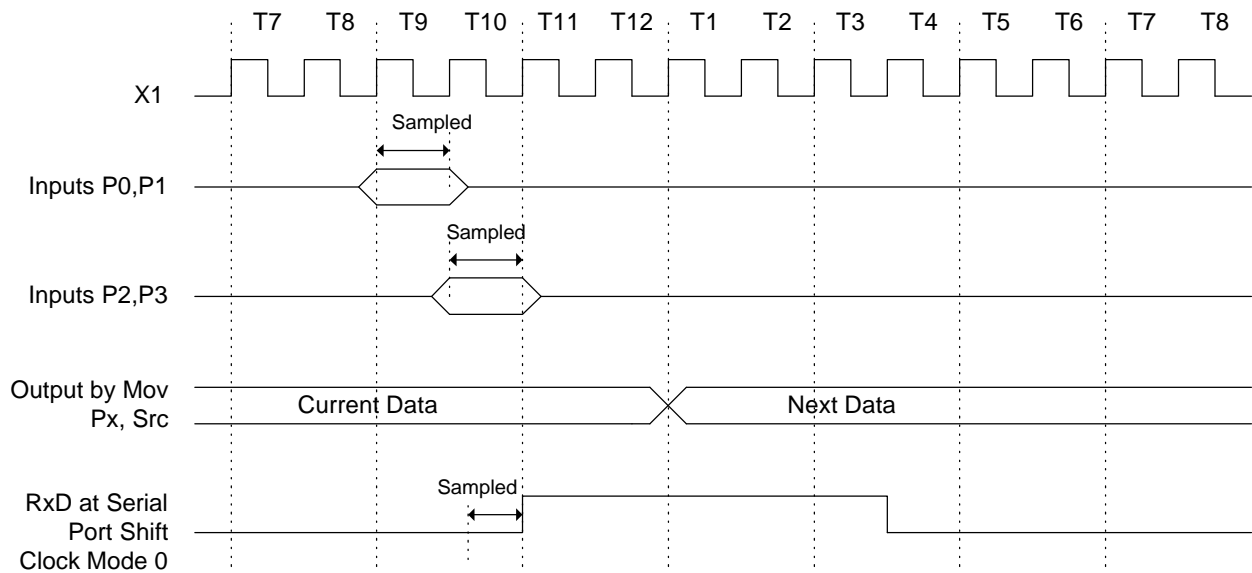 T7 T8 T9 T10 T11 T12 T1 T2 T3 T4 T5 T6 T7 T8
X1
Sampled
Inputs P0,P1
Sampled
Inputs P2,P3
Output by Mov
Px, Src
Current Data
Next Data
Sampled
RxD at Serial
Port Shift
Clock Mode 0